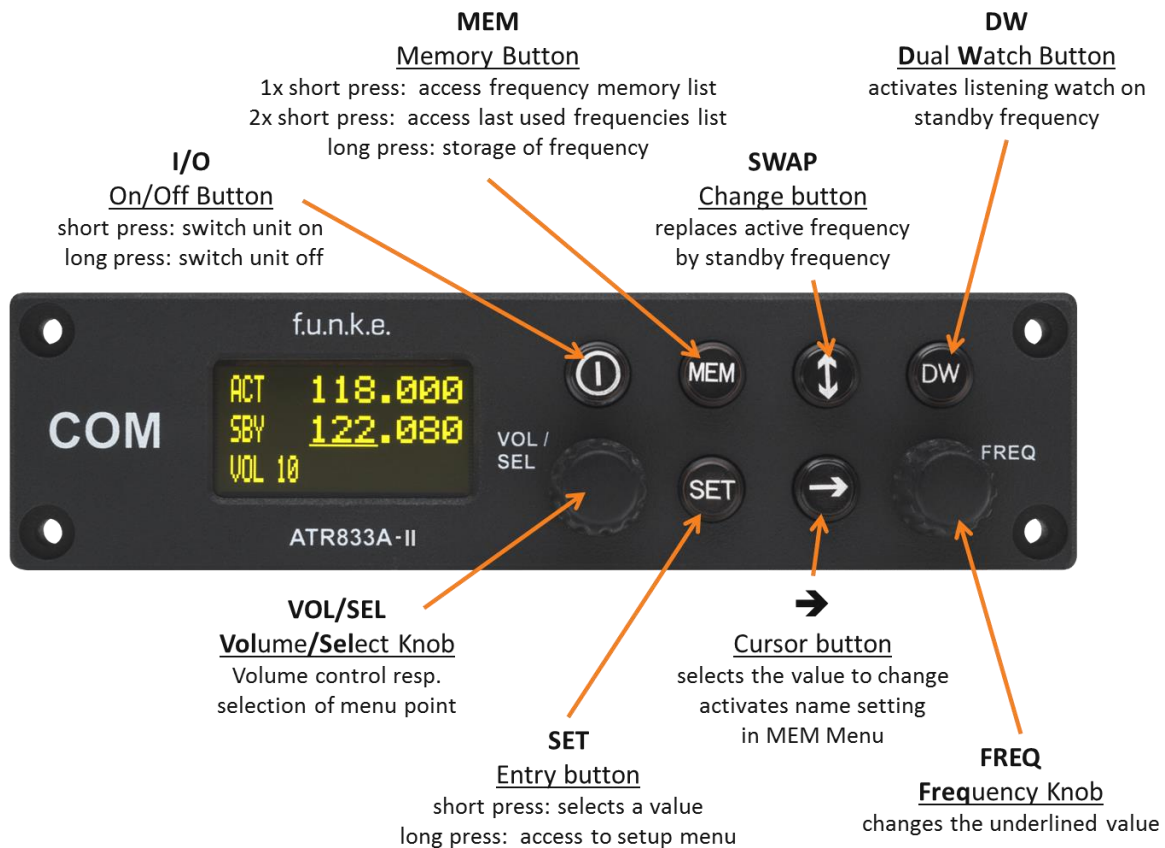 MEM
Memory Button
1x short press: access frequency memory list
2x short press: access last used frequencies list
long press: storage of frequency
DW
Dual Watch Button
activates listening watch on
standby frequency
I/O
On/Off Button
short press: switch unit on
long press: switch unit off
SWAP
Change button
replaces active frequency
by standby frequency
f.u.n.k.e.
COM
ACT 118.000
SBY 122.080
VOL 10
ATR833A-II
VOL /
SEL
MEM
DW
SET
FREQ
VOL/SEL
Volume/Select Knob
Volume control resp.
selection of menu point
SET
Entry button
short press: selects a value
long press: access to setup menu
➔
Cursor button
selects the value to change
activates name setting
in MEM Menu
FREQ
Frequency Knob
changes the underlined value